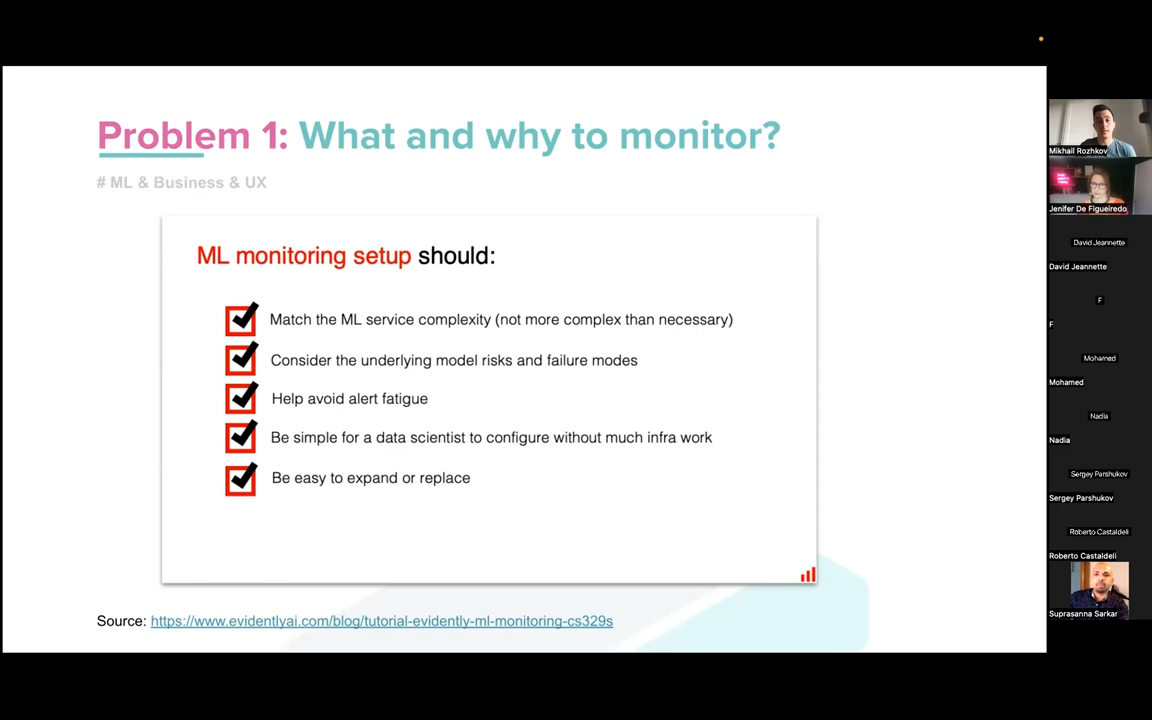 Problem 1: What and why to monitor?
# ML & Business & UX
ML monitoring setup should:
Match the ML service complexity (not more complex than necessary)
Consider the underlying model risks and failure modes
Help avoid alert fatigue
Be simple for a data scientist to configure without much infra work
Be easy to expand or replace
Source: https://www.evidentlyai.com/blog/tutorial-evidently-ml-monitoring-cs329s
Mikhail Rozhkov
Jenifer De Figueiredo
David Jeannette
David Jeannette
F
F
Mohamed
Mohamed
Nadia
Nadia
Sergey Parshukov
Sergey Parshukov
Roberto Castaldeli
Roberto Castaldeli
Suprasanna Sarkar